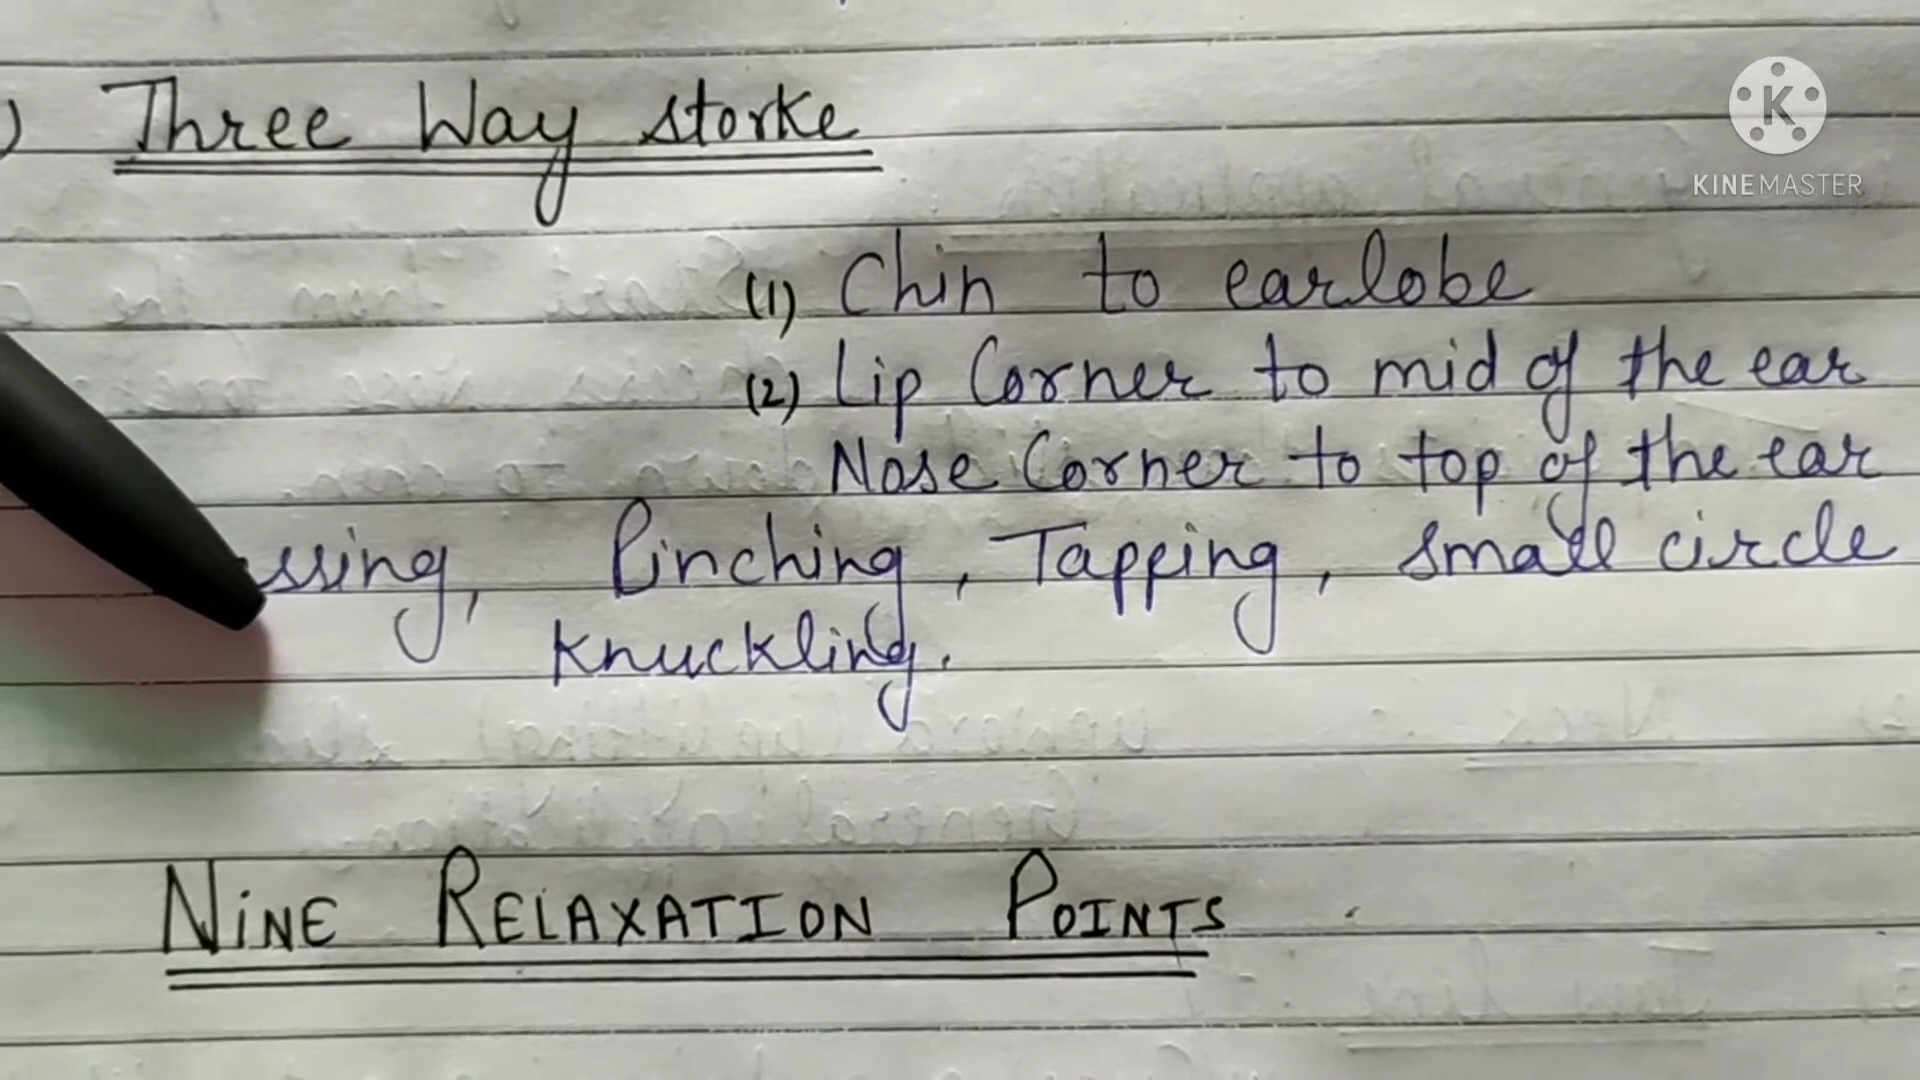 ) Three Way storke
K
KINEMASTER
(1) Chin to earlobe
(2) Lip Corner to mid of the ear
Nose Corner to top of the ear
Pinching, Tapping, small circle
Knuckling.
NiNE RELAXATION POINTS